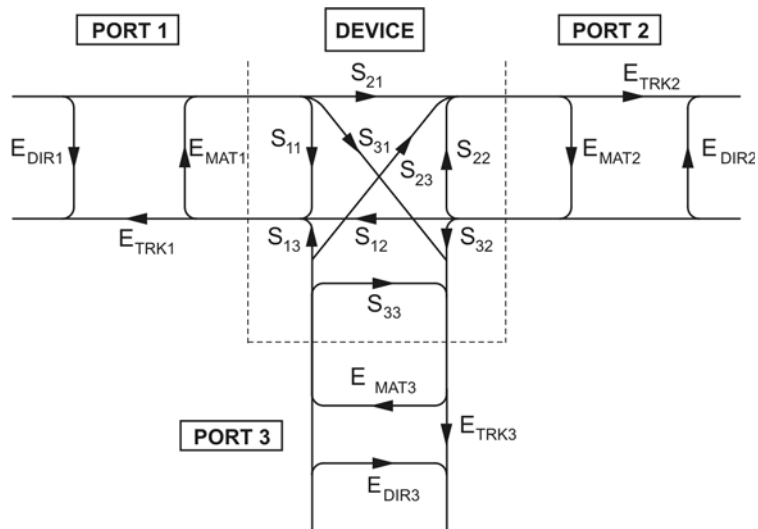 PORT 1
DEVICE
PORT 2
S21
ETRK2
EDIR1
EMAT1
S11
S31
S23
S22
EMAT2
EDIR2
ETRK1
S13
S12
S32
S33
EMAT3
PORT 3
ETRK3
EDIR3